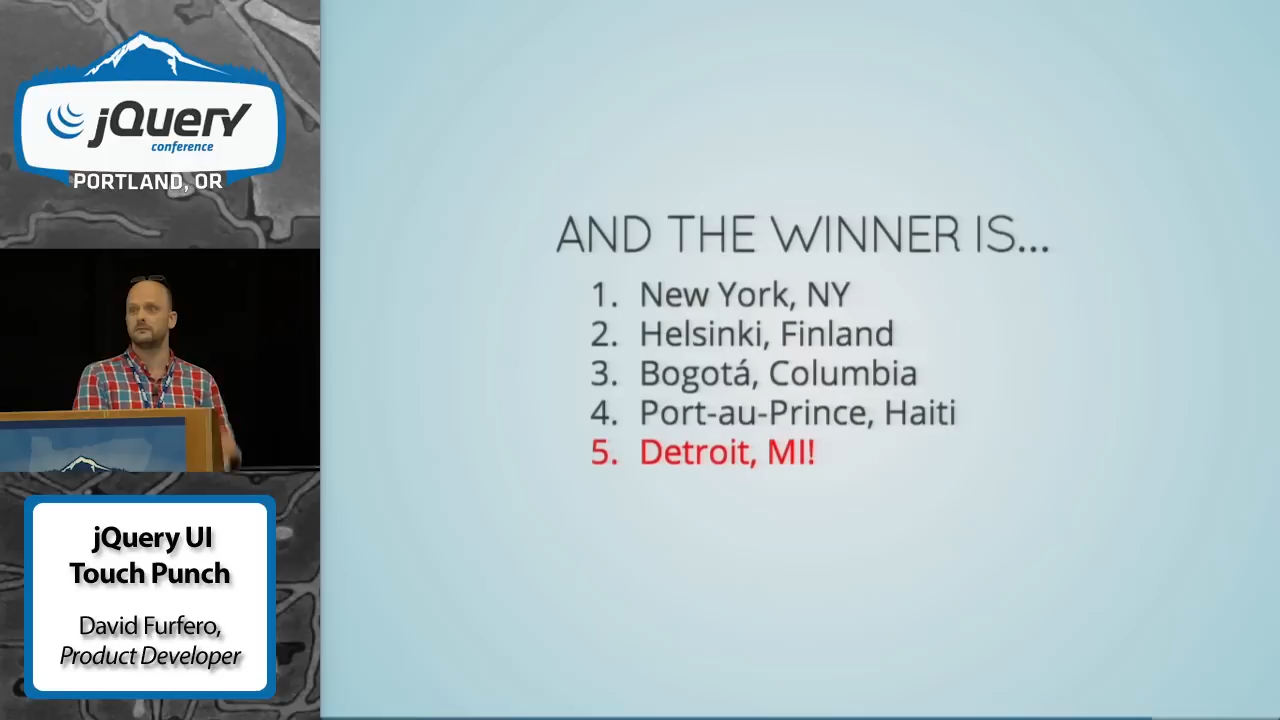 jQuery
conference
PORTLAND, OR
AND THE WINNER IS...
1. New York, NY
2. Helsinki, Finland
3. Bogotá, Columbia
4. Port-au-Prince, Haiti
5. Detroit, MI!
jQuery UI
Touch Punch
David Furfero,
Product Developer